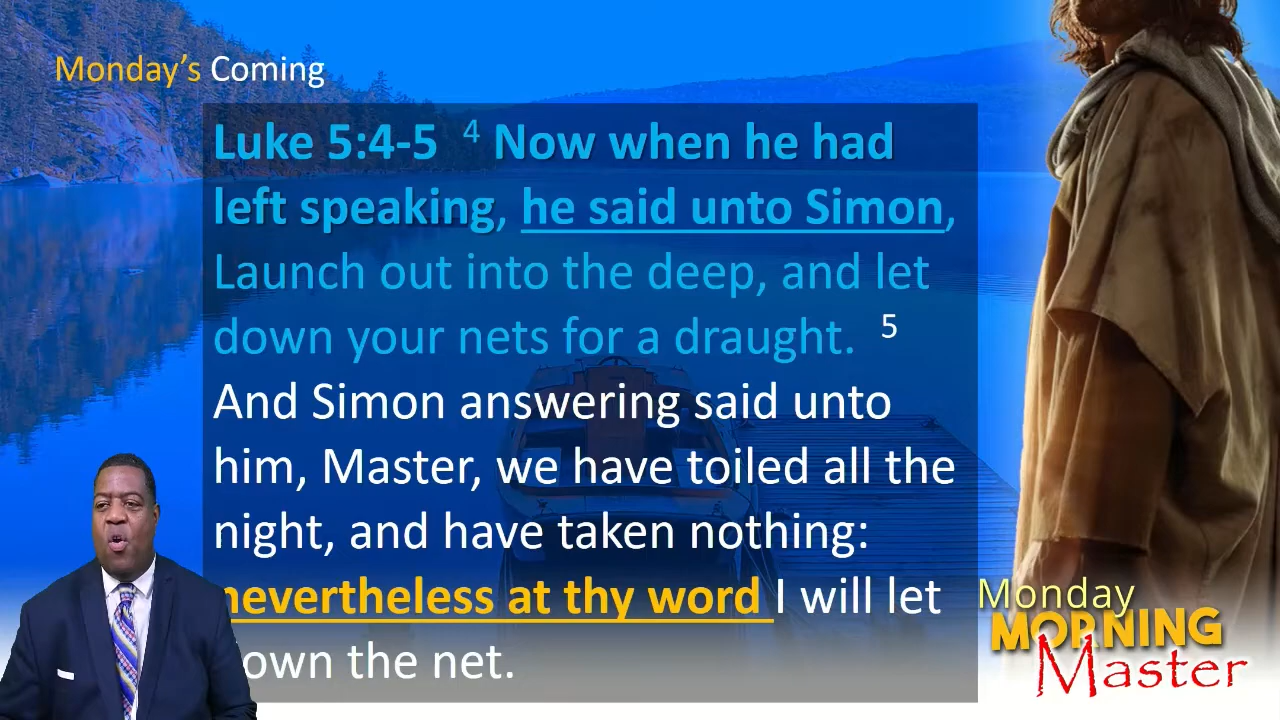 Monday's Coming
Luke 5:4-5 4 Now when he had
left speaking, he said unto Simon,
Launch out into the deep, and let
down your nets for a draught. 5
And Simon answering said unto
him, Master, we have toiled all the
night, and have taken nothing:
nevertheless at thy word I will let
down the net.
Monday
MORNING
Master